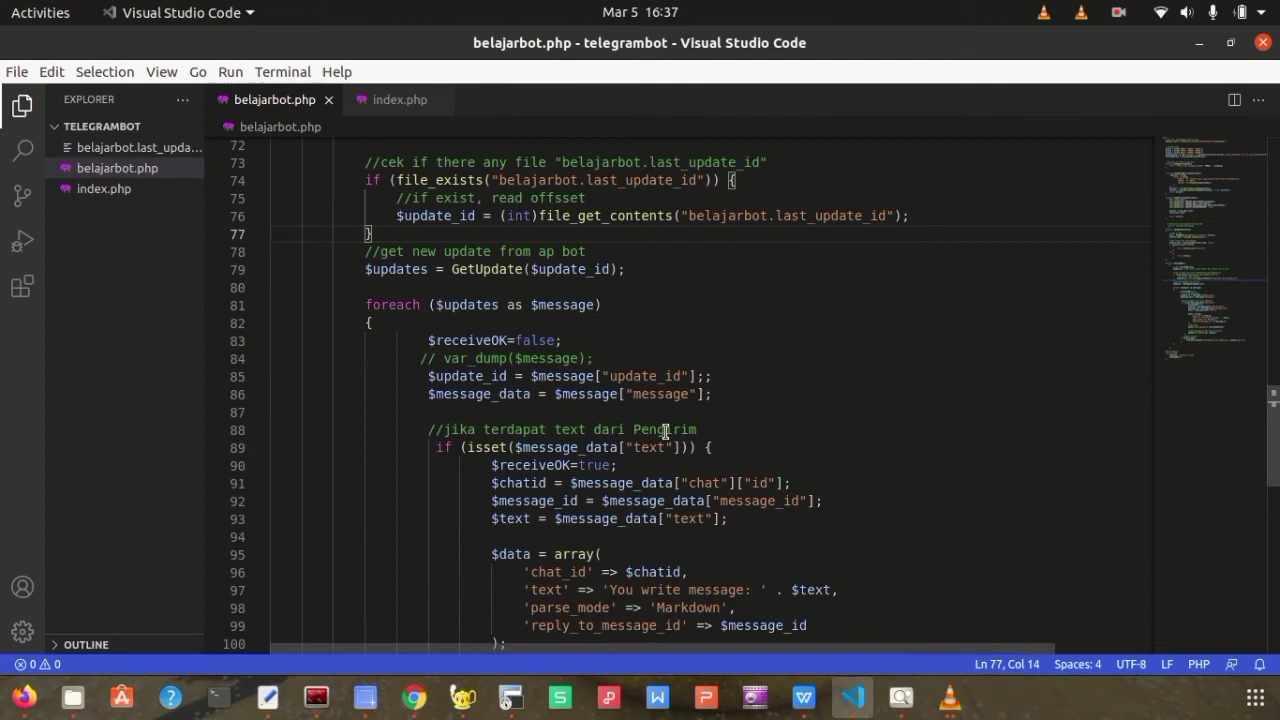 Activities
Visual Studio Code
Mar 5 16:37
belajarbot.php - telegrambot - Visual Studio Code
File Edit Selection View Go Run Terminal Help
EXPLORER
TELEGRAMBOT
belajarbot.last_upda...
belajarbot.php
index.php
OUTLINE
belajarbot.php
index.php
belajarbot.php
72
73 //cek if there any file "belajarbot.last_update_id"
74 if (file_exists("belajarbot.last_update_id")) {
75 //if exist, read offsset
76 $update_id = (int)file_get_contents("belajarbot.last_update_id");
77 }
78 //get new update from ap bot
79 $updates = GetUpdate($update_id);
80
81 foreach ($updates as $message)
82 {
83 $receiveOK=false;
84 // var_dump($message);
85 $update_id = $message["update_id"];;
86 $message_data = $message["message"];
87
88 //jika terdapat text dari Pengirim
89 if (isset($message_data["text"])) {
90 $receiveOK=true;
91 $chatid = $message_data["chat"]["id"];
92 $message_id = $message_data["message_id"];
93 $text = $message_data["text"];
94
95 $data = array(
96 'chat_id' => $chatid,
97 'text' => 'You write message: ' . $text,
98 'parse_mode' => 'Markdown',
99 'reply_to_message_id' => $message_id
100 );
0 0
Ln 77, Col 14
Spaces: 4
UTF-8
LF
PHP